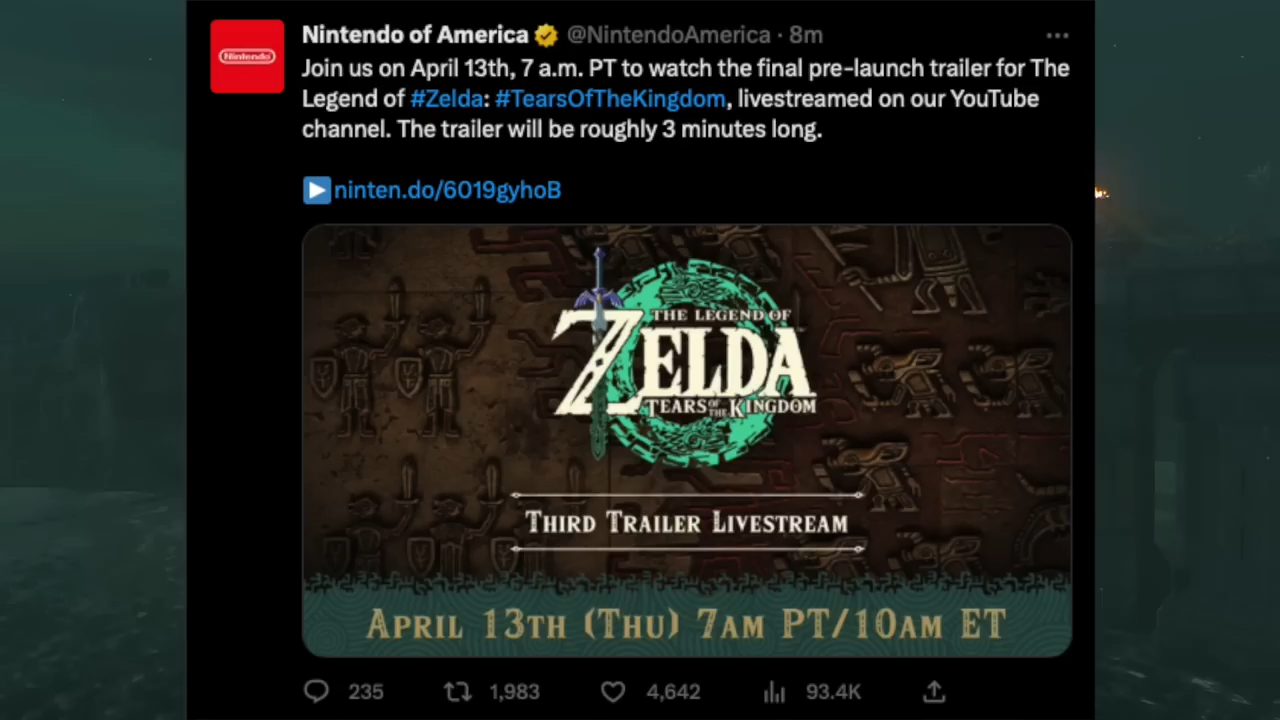 Nintendo of America @NintendoAmerica · 8m
Nintendo
Join us on April 13th, 7 a.m. PT to watch the final pre-launch trailer for The
Legend of #Zelda: #TearsOfTheKingdom, livestreamed on our YouTube
channel. The trailer will be roughly 3 minutes long.
ninten.do/6019gyhoB
THE LEGEND OF
ZELDA
TEARS OF THE KINGDOM
THIRD TRAILER LIVESTREAM
APRIL 13TH (THU) 7AM PT/10AM ET
235 1,983 4,642 93.4K